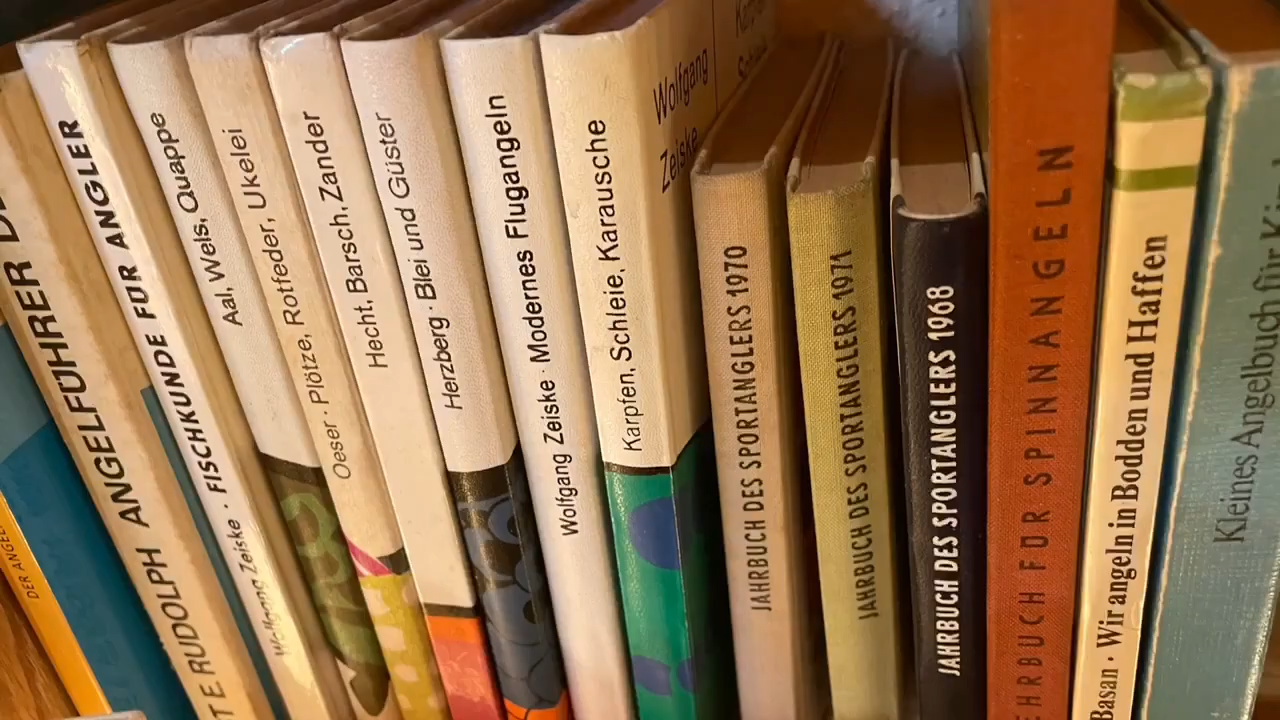 DER ANGEL
T E. RUDOLPH ANGELFÜHRER D
Wolfgang Zeiske · FISCHKUNDE FÜR ANGLER
Aal, Wels, Quappe
Oeser · Plötze, Rotfeder, Ukelei
Hecht, Barsch, Zander
Herzberg · Blei und Güster
Wolfgang Zeiske · Modernes Flugangeln
Karpfen, Schleie, Karausche
Wolfgang
Zeiske
JAHRBUCH DES SPORTANGLERS 1970
JAHRBUCH DES SPORTANGLERS 1971
JAHRBUCH DES SPORTANGLERS 1968
EHRBUCH FÜR SPINNANGELN
Basan · Wir angeln in Bodden und Haffen
Kleines Angelbuch für